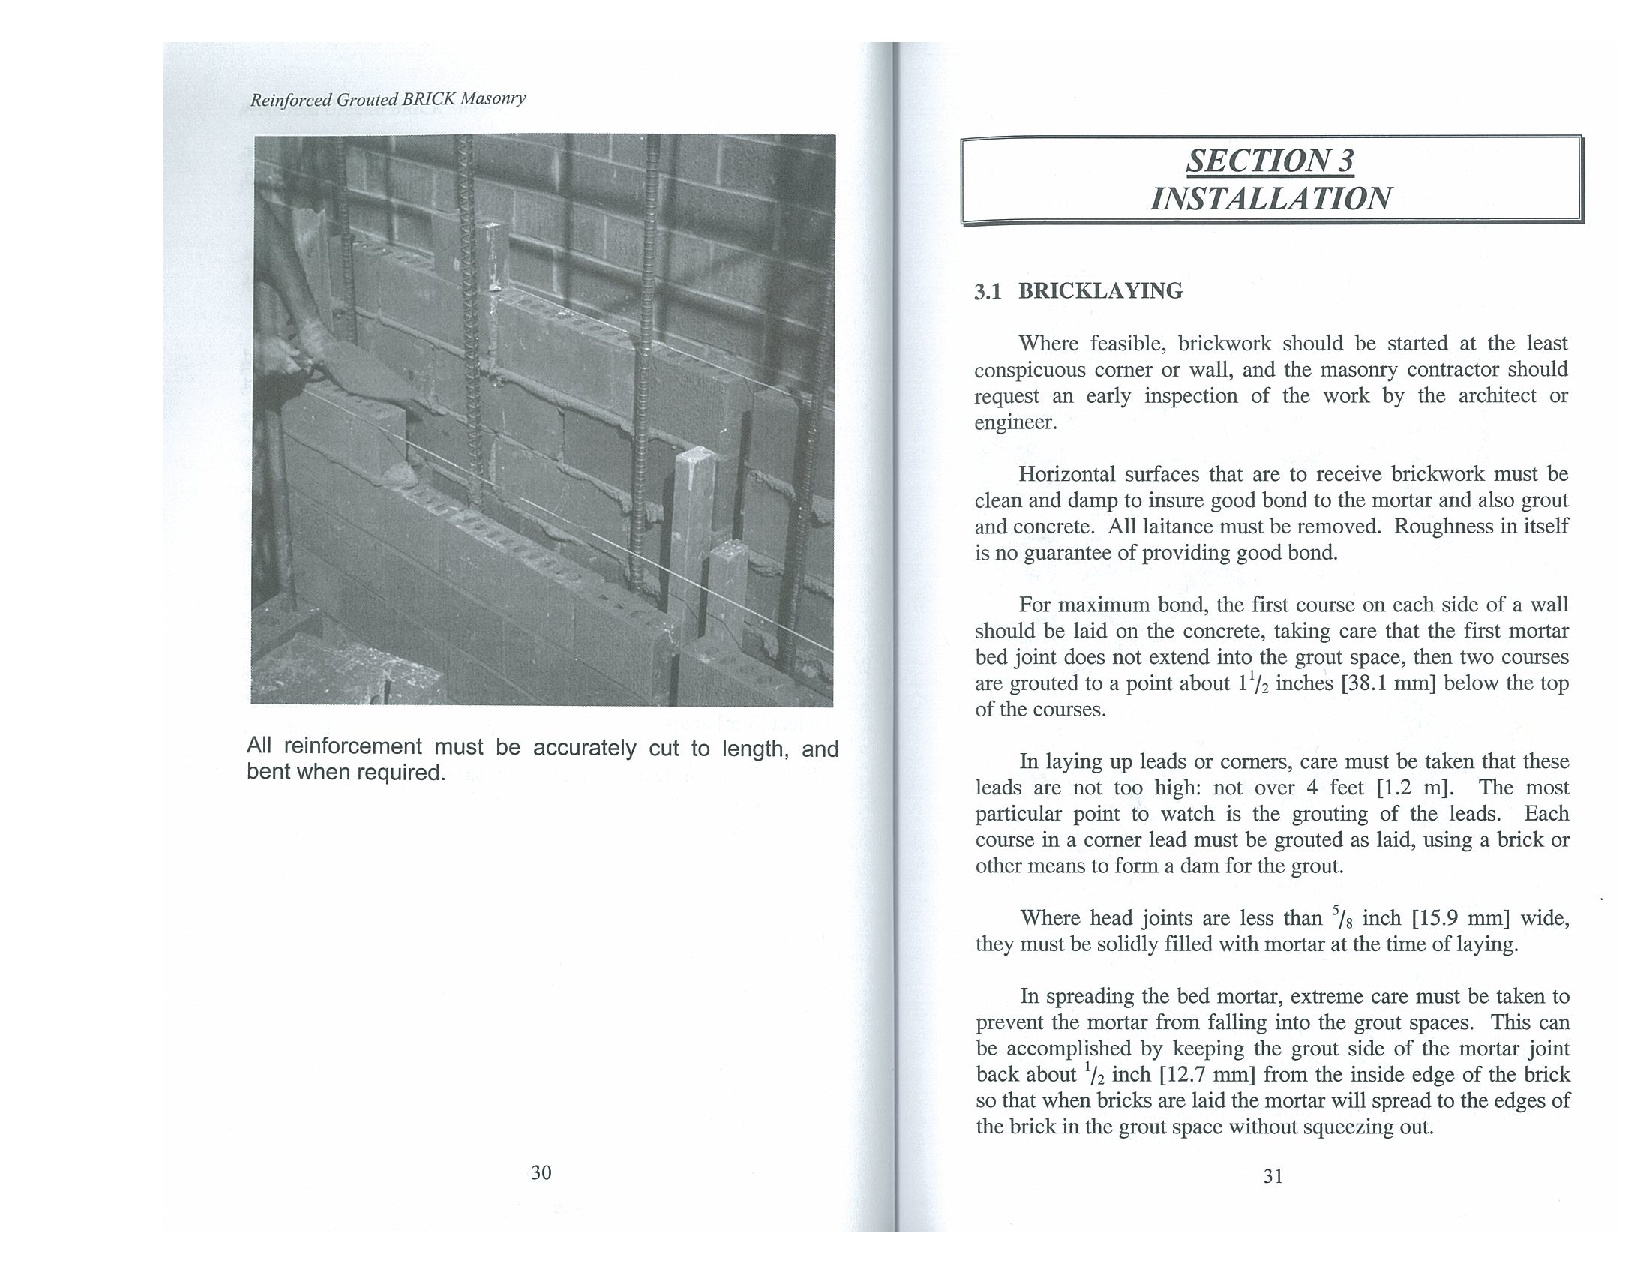 Reinforced Grouted BRICK Masonry
All reinforcement must be accurately cut to length, and
bent when required.
30
SECTION 3
INSTALLATION
3.1 BRICKLAYING
Where feasible, brickwork should be started at the least
conspicuous corner or wall, and the masonry contractor should
request an early inspection of the work by the architect or
engineer.
Horizontal surfaces that are to receive brickwork must be
clean and damp to insure good bond to the mortar and also grout
and concrete. All laitance must be removed. Roughness in itself
is no guarantee of providing good bond.
For maximum bond, the first course on each side of a wall
should be laid on the concrete, taking care that the first mortar
bed joint does not extend into the grout space, then two courses
are grouted to a point about 1 1/2 inches [38.1 mm] below the top
of the courses.
In laying up leads or corners, care must be taken that these
leads are not too high: not over 4 feet [1.2 m]. The most
particular point to watch is the grouting of the leads. Each
course in a corner lead must be grouted as laid, using a brick or
other means to form a dam for the grout.
Where head joints are less than 5/8 inch [15.9 mm] wide,
they must be solidly filled with mortar at the time of laying.
In spreading the bed mortar, extreme care must be taken to
prevent the mortar from falling into the grout spaces. This can
be accomplished by keeping the grout side of the mortar joint
back about 1/2 inch [12.7 mm] from the inside edge of the brick
so that when bricks are laid the mortar will spread to the edges of
the brick in the grout space without squeezing out.
31